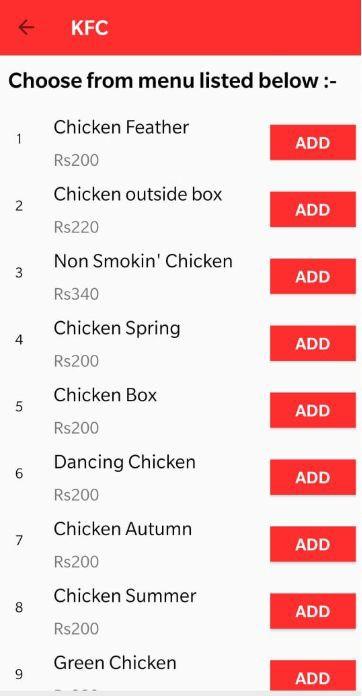 KFC
Choose from menu listed below :-
1
Chicken Feather
Rs200
ADD
2
Chicken outside box
Rs220
ADD
3
Non Smokin' Chicken
Rs340
ADD
4
Chicken Spring
Rs200
ADD
5
Chicken Box
Rs200
ADD
6
Dancing Chicken
Rs200
ADD
7
Chicken Autumn
Rs200
ADD
8
Chicken Summer
Rs200
ADD
9
Green Chicken
ADD